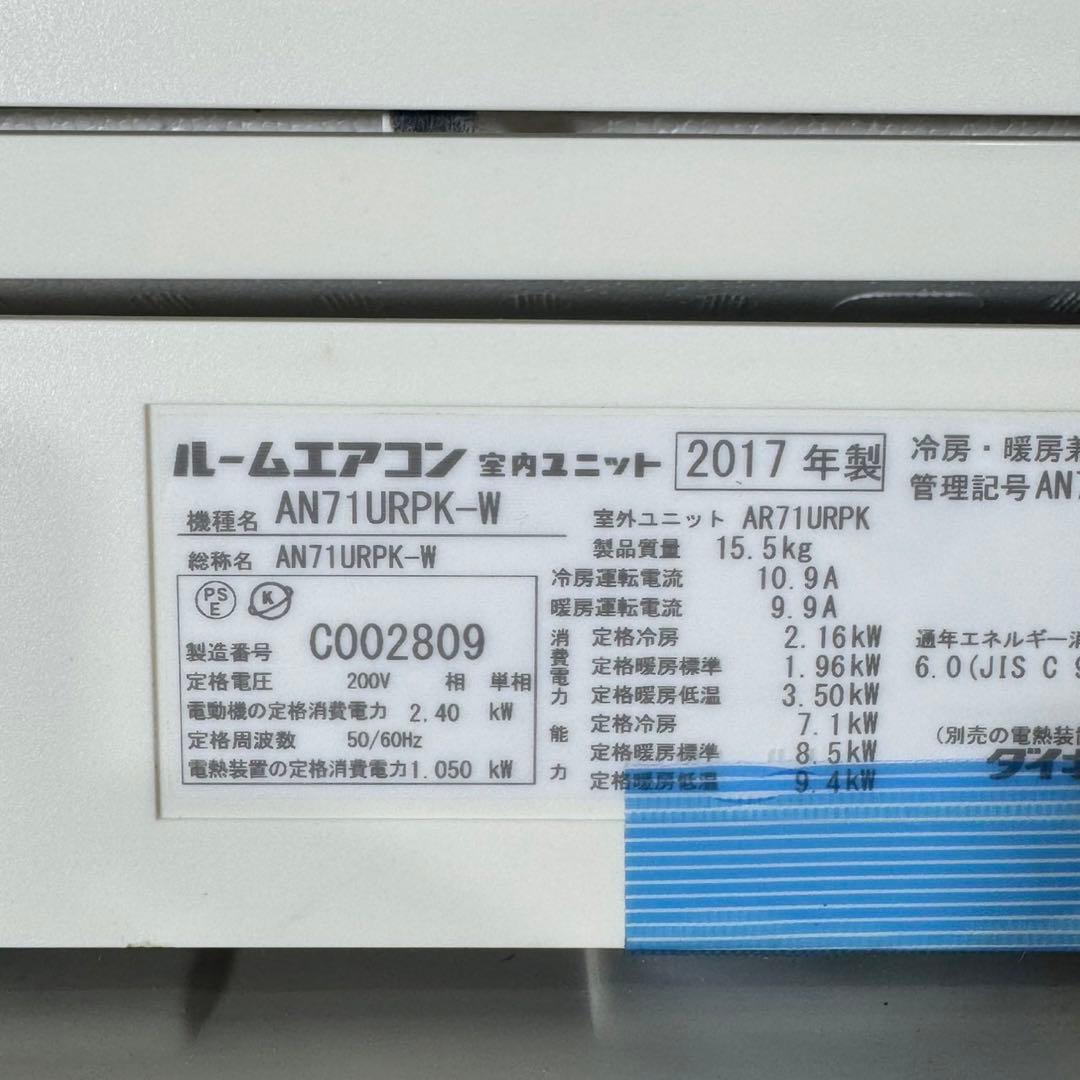 ルームエアコン 室内ユニット 2017 年製
冷房・暖房兼
機種名 AN71URPK-W
管理記号 AN7
総称名 AN71URPK-W
PS
E
K
製造番号 C002809
定格電圧 200V 相 単相
電動機の定格消費電力 2.40 kW
定格周波数 50/60Hz
電熱装置の定格消費電力 1.050 kW
室外ユニット AR71URPK
製品質量 15.5kg
冷房運転電流 10.9A
暖房運転電流 9.9A
消費電力
定格冷房 2.16kW
定格暖房標準 1.96kW
定格暖房低温 3.50kW
能力
定格冷房 7.1kW
定格暖房標準 8.5kW
定格暖房低温 9.4kW
通年エネルギー消
6.0(JIS C 9
(別売の電熱装置
ダイキ